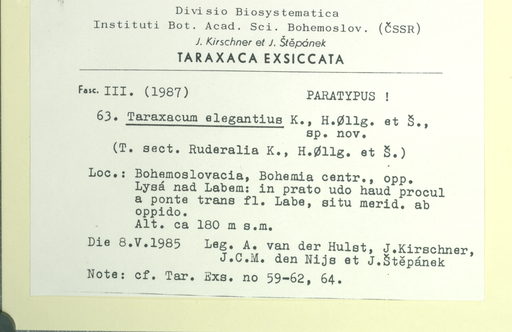 Divisio Biosystematica
Instituti Bot. Acad. Sci. Bohemoslov. (ČSSR)
J. Kirschner et J. Štěpánek
TARAXACA EXSICCATA
Fasc. III. (1987) PARATYPUS !
63. Taraxacum elegantius K., H.Øllg. et Š.,
sp. nov.
(T. sect. Ruderalia K., H.Øllg. et Š.)
Loc.: Bohemoslovacia, Bohemia centr., opp.
Lysá nad Labem: in prato udo haud procul
a ponte trans fl. Labe, situ merid. ab
oppido.
Alt. ca 180 m s.m.
Die 8.V.1985 Leg. A. van der Hulst, J.Kirschner,
J.C.M. den Nijs et J.Štěpánek
Note: cf. Tar. Exs. no 59-62, 64.